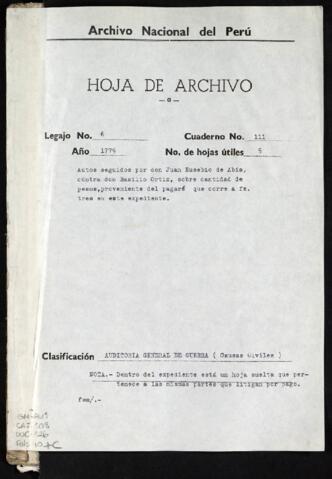 Archivo Nacional del Perú
HOJA DE ARCHIVO
Legajo No. 6 Cuaderno No. 111
Año 1776 No. de hojas útiles 5
Autos seguidos por don Juan Eusebio de Abia,
contra don Basilio Ortiz, sobre cantidad de
pesos, proveniente del pagaré que corre a fs.
tres en este expediente.
Clasificación AUDITORIA GENERAL DE GUERRA ( Causas Civiles )
NOTA.- Dentro del expediente está un hoja suelta que per-
tenece a las mismas partes que litigan por pago.
fem/.-